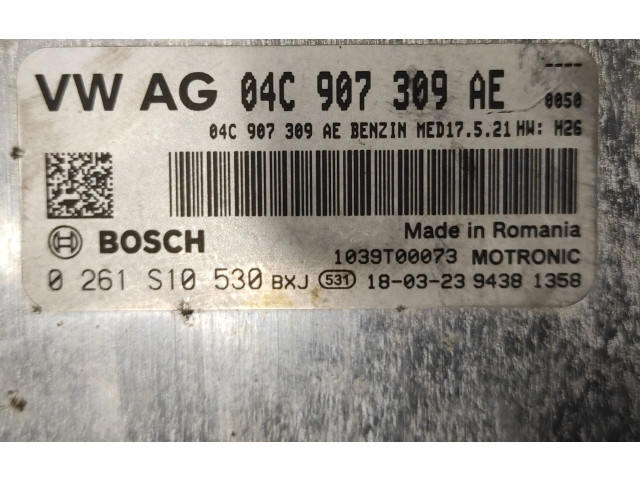 VW AG 04C 907 309 AE ----
0050
04C 907 309 AE BENZIN MED17.5.21 HW: H26
BOSCH
Made in Romania
1039T00073 MOTRONIC
0 261 S10 530 BXJ 531 18-03-23 9438 1358